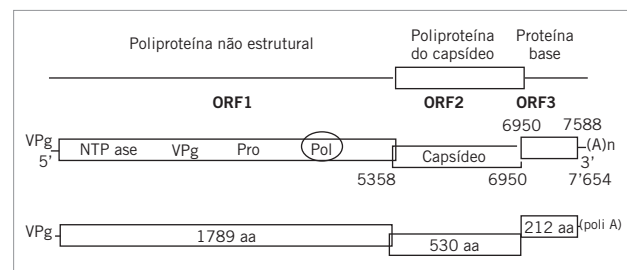 Poliproteína não estrutural Poliproteína do capsídeo Proteína base
ORF1 ORF2 ORF3
6950 7588
VPg 5’ NTP ase VPg Pro Pol Capsídeo (A)n 3’
5358 6950 7’654
VPg 1789 aa 530 aa 212 aa (poli A)